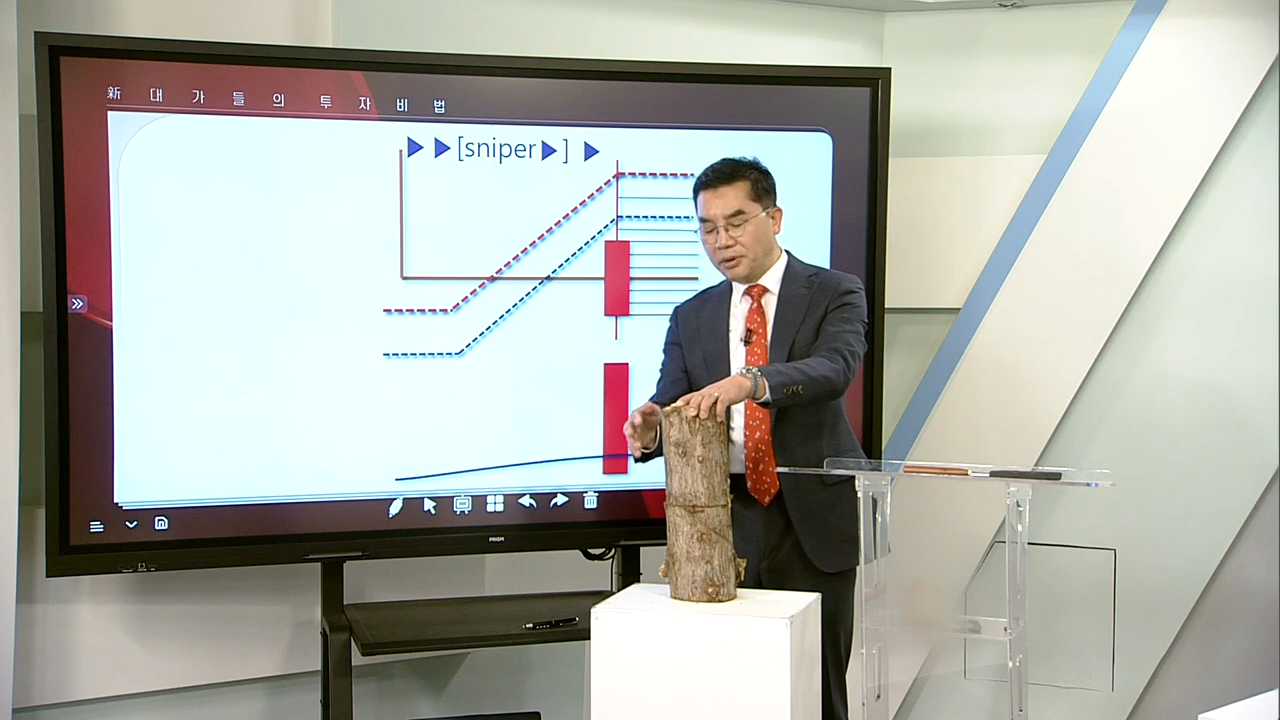 新 대 가 들 의 투 자 비 법
▶▶[sniper▶] ▶
PRISM